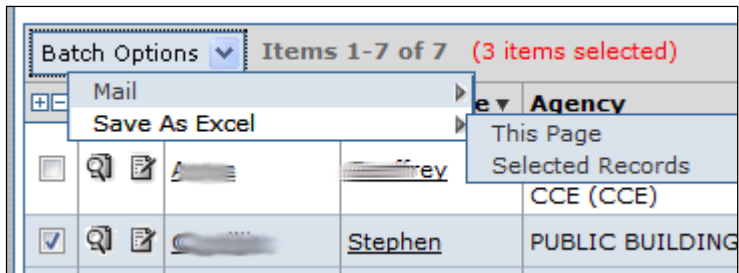 Batch Options Items 1-7 of 7 (3 items selected)
Mail
Save As Excel
e Agency
This Page
Selected Records
CCE (CCE)
Stephen PUBLIC BUILDING